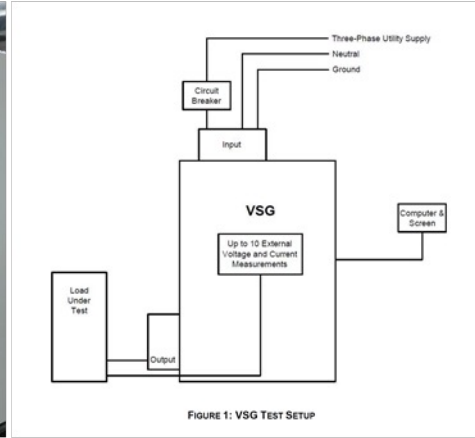 Three-Phase Utility Supply
Neutral
Ground
Circuit
Breaker
Input
VSG
Up to 10 External
Voltage and Current
Measurements
Computer &
Screen
Load
Under
Test
Output
FIGURE 1: VSG TEST SETUP